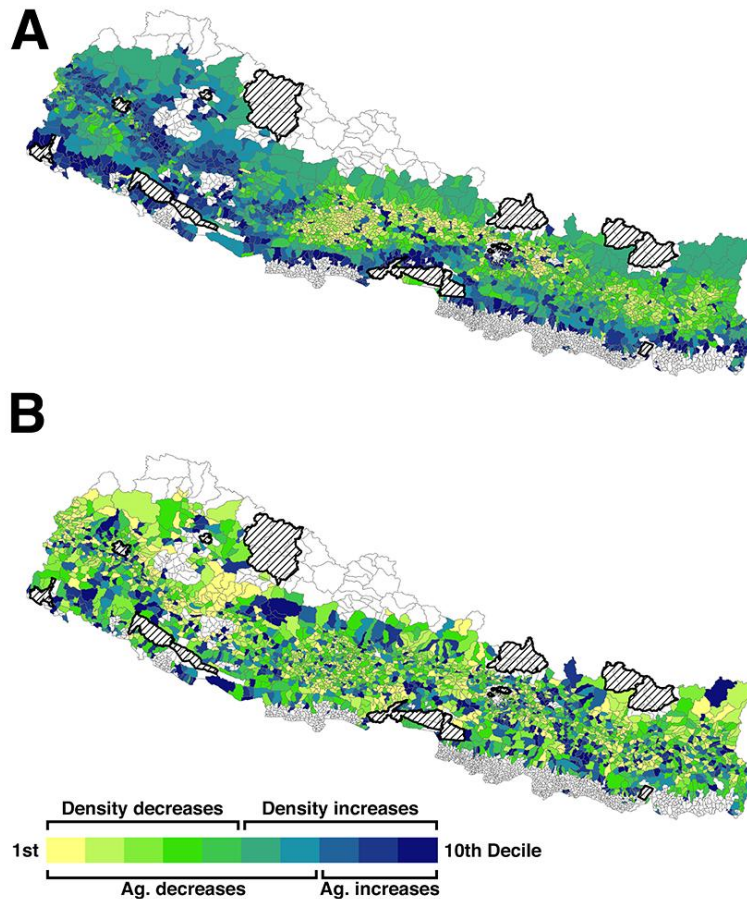 A
B
Density decreases Density increases
1st 10th Decile
Ag. decreases Ag. increases